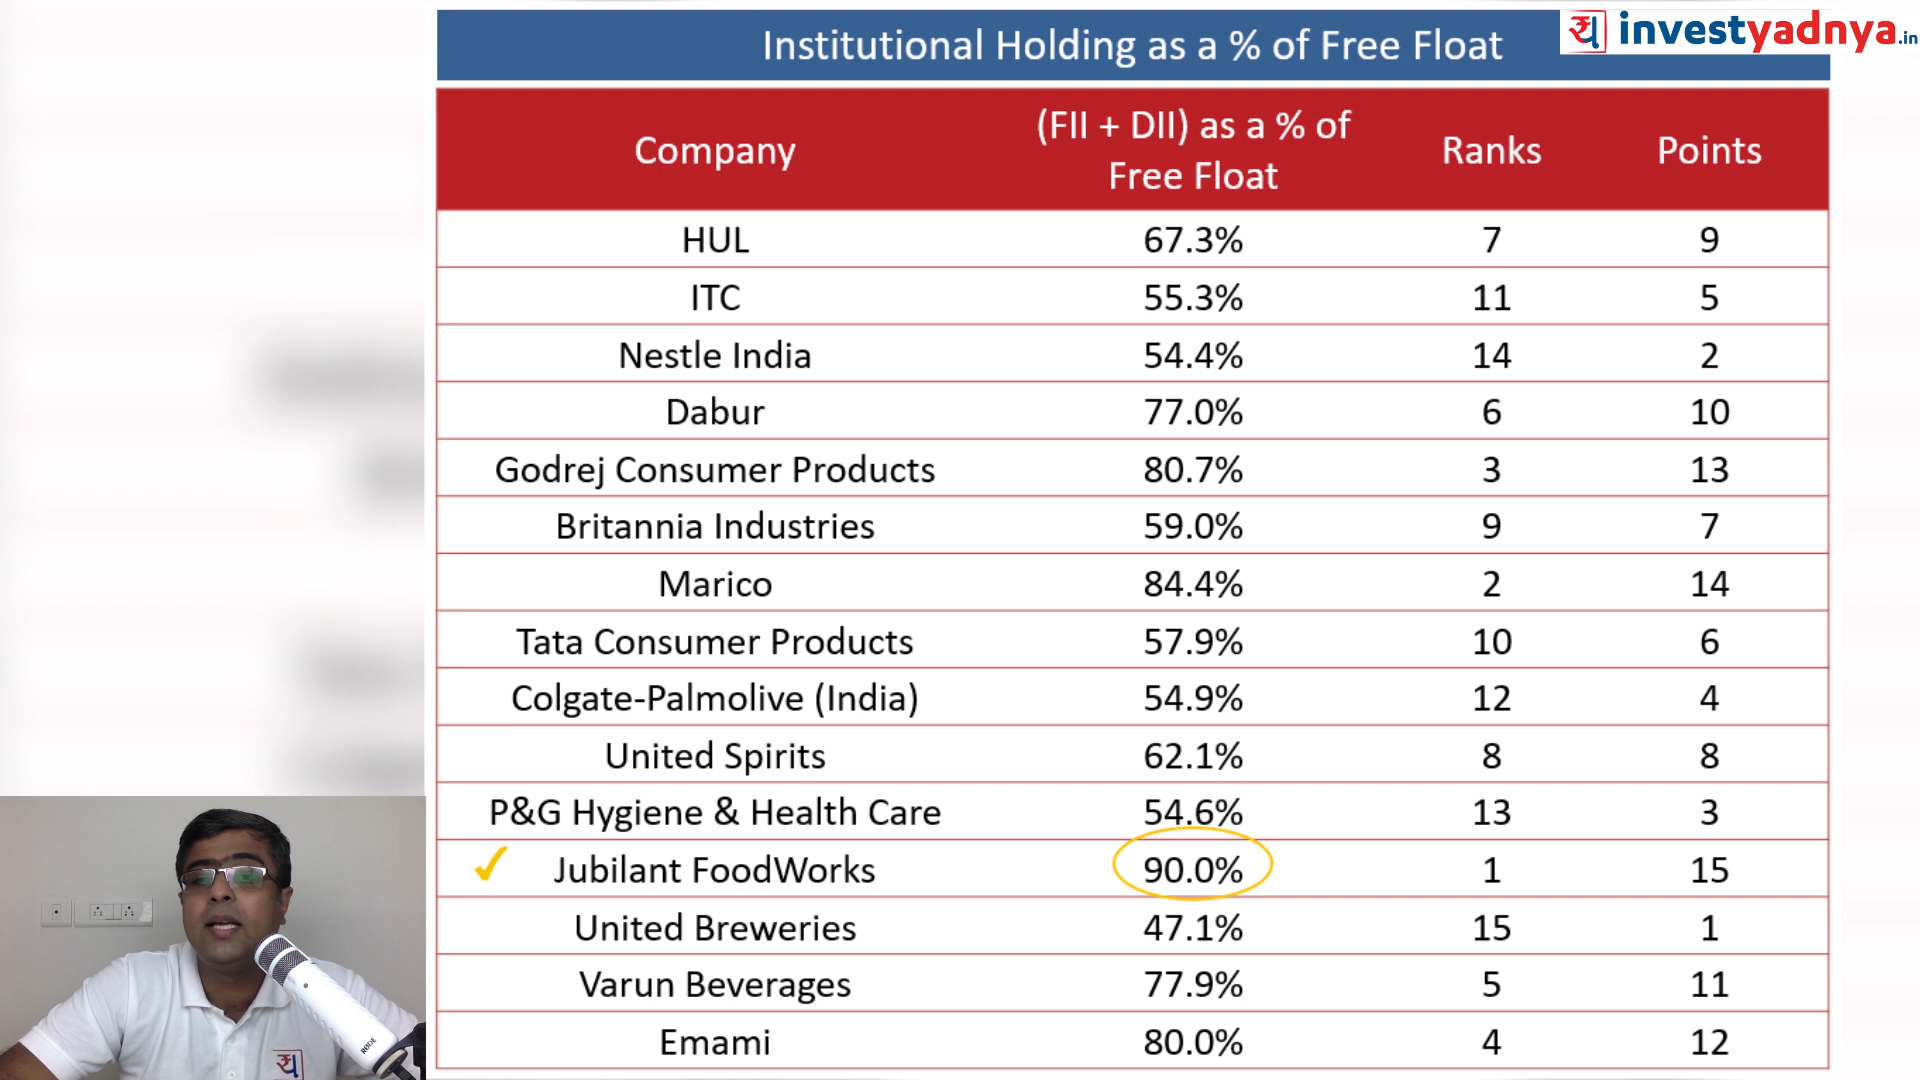 Institutional Holding as a % of Free Float
investyadnya.in
Company (FII + DII) as a % of Free Float Ranks Points
HUL 67.3% 7 9
ITC 55.3% 11 5
Nestle India 54.4% 14 2
Dabur 77.0% 6 10
Godrej Consumer Products 80.7% 3 13
Britannia Industries 59.0% 9 7
Marico 84.4% 2 14
Tata Consumer Products 57.9% 10 6
Colgate-Palmolive (India) 54.9% 12 4
United Spirits 62.1% 8 8
P&G Hygiene & Health Care 54.6% 13 3
Jubilant FoodWorks 90.0% 1 15
United Breweries 47.1% 15 1
Varun Beverages 77.9% 5 11
Emami 80.0% 4 12
RØDE